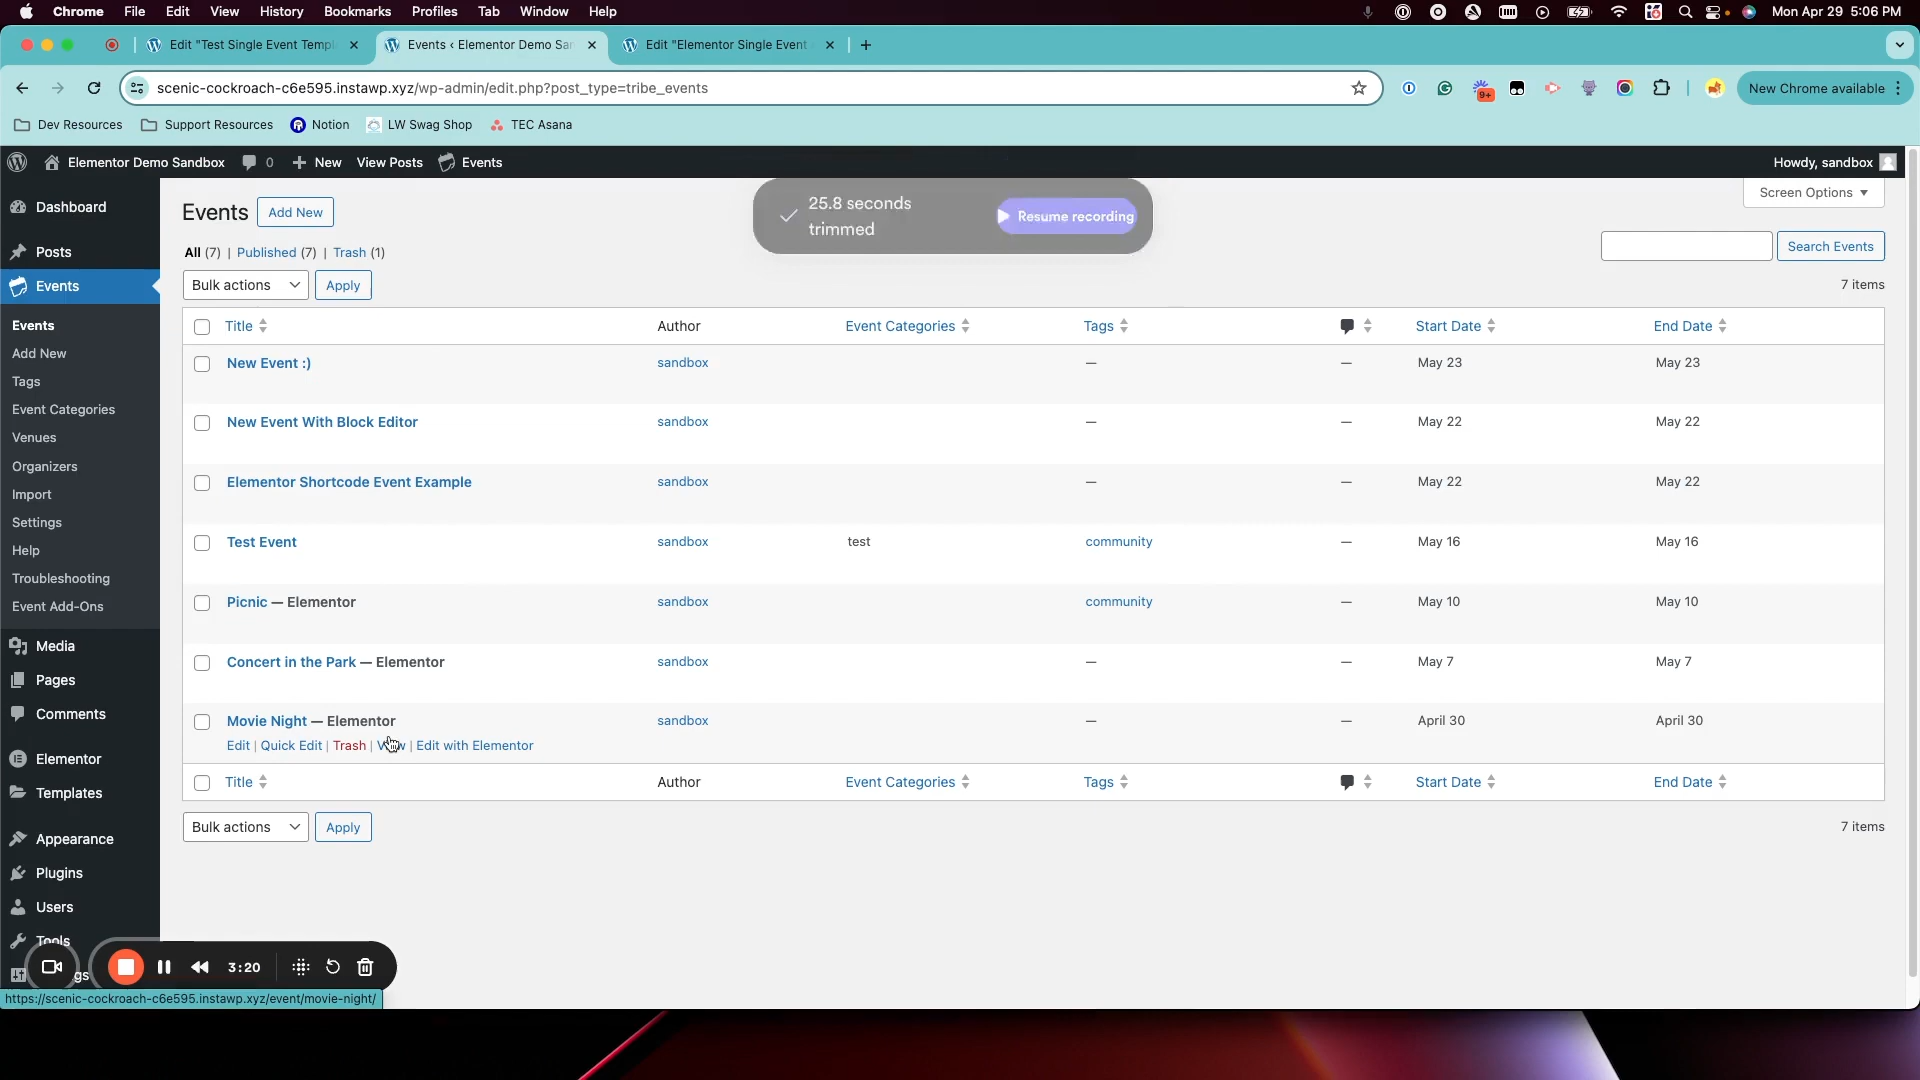 Chrome File Edit View History Bookmarks Profiles Tab Window Help Mon Apr 29 5:06 PM
Edit "Test Single Event Templ Events ‹ Elementor Demo San Edit "Elementor Single Event
scenic-cockroach-c6e595.instawp.xyz/wp-admin/edit.php?post_type=tribe_events 9+ New Chrome available
Dev Resources Support Resources Notion LW Swag Shop TEC Asana
Elementor Demo Sandbox 0 New View Posts Events Howdy, sandbox
Screen Options
Dashboard
Posts
Events
Events
Add New
Tags
Event Categories
Venues
Organizers
Import
Settings
Help
Troubleshooting
Event Add-Ons
Media
Pages
Comments
Elementor
Templates
Appearance
Plugins
Users
Tools
gs
Events Add New
25.8 seconds
trimmed
Resume recording
All (7) | Published (7) | Trash (1)
Search Events
Bulk actions Apply 7 items
Title Author Event Categories Tags Start Date End Date
New Event :) sandbox — — May 23 May 23
New Event With Block Editor sandbox — — May 22 May 22
Elementor Shortcode Event Example sandbox — — May 22 May 22
Test Event sandbox test community — May 16 May 16
Picnic — Elementor sandbox community — May 10 May 10
Concert in the Park — Elementor sandbox — — May 7 May 7
Movie Night — Elementor sandbox — — April 30 April 30
Edit | Quick Edit | Trash | View | Edit with Elementor
Title Author Event Categories Tags Start Date End Date
Bulk actions Apply 7 items
3:20
https://scenic-cockroach-c6e595.instawp.xyz/event/movie-night/